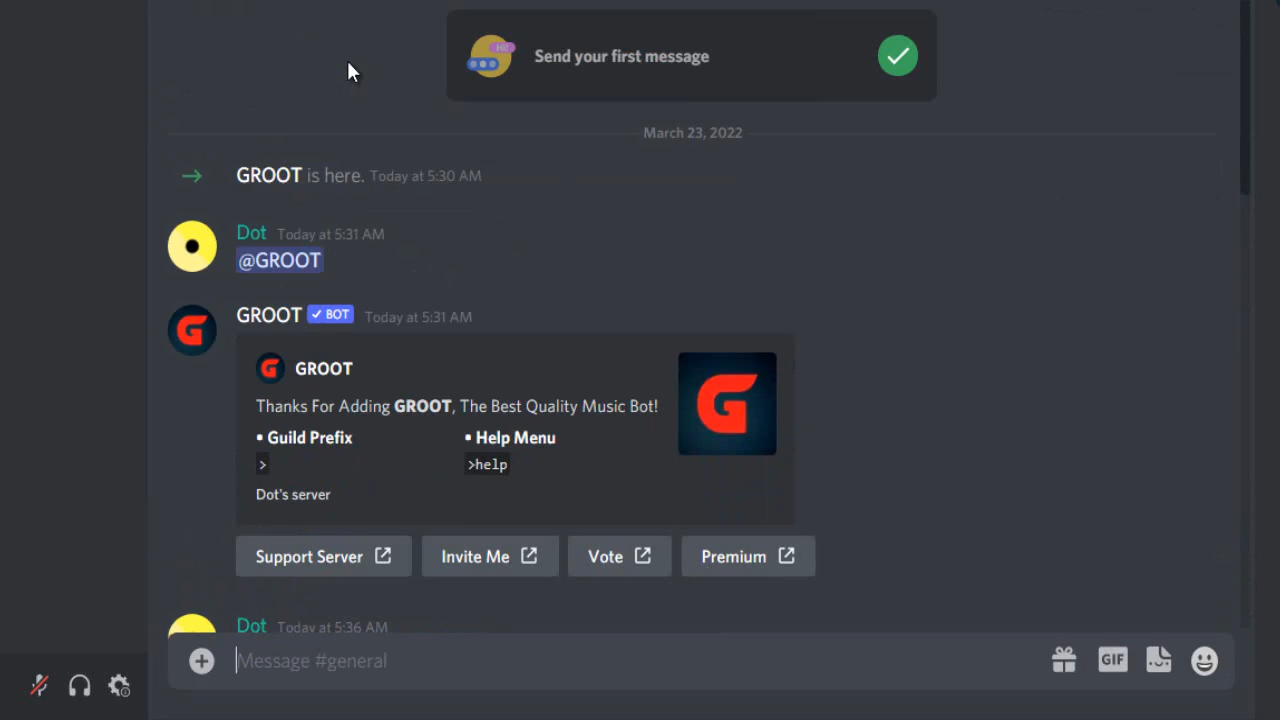 Hi!
Send your first message
March 23, 2022
GROOT is here. Today at 5:30 AM
Dot Today at 5:31 AM
@GROOT
GROOT BOT Today at 5:31 AM
G GROOT
Thanks For Adding GROOT, The Best Quality Music Bot!
• Guild Prefix • Help Menu
> >help
Dot's server
Support Server Invite Me Vote Premium
Dot Today at 5:36 AM
Message #general
GIF